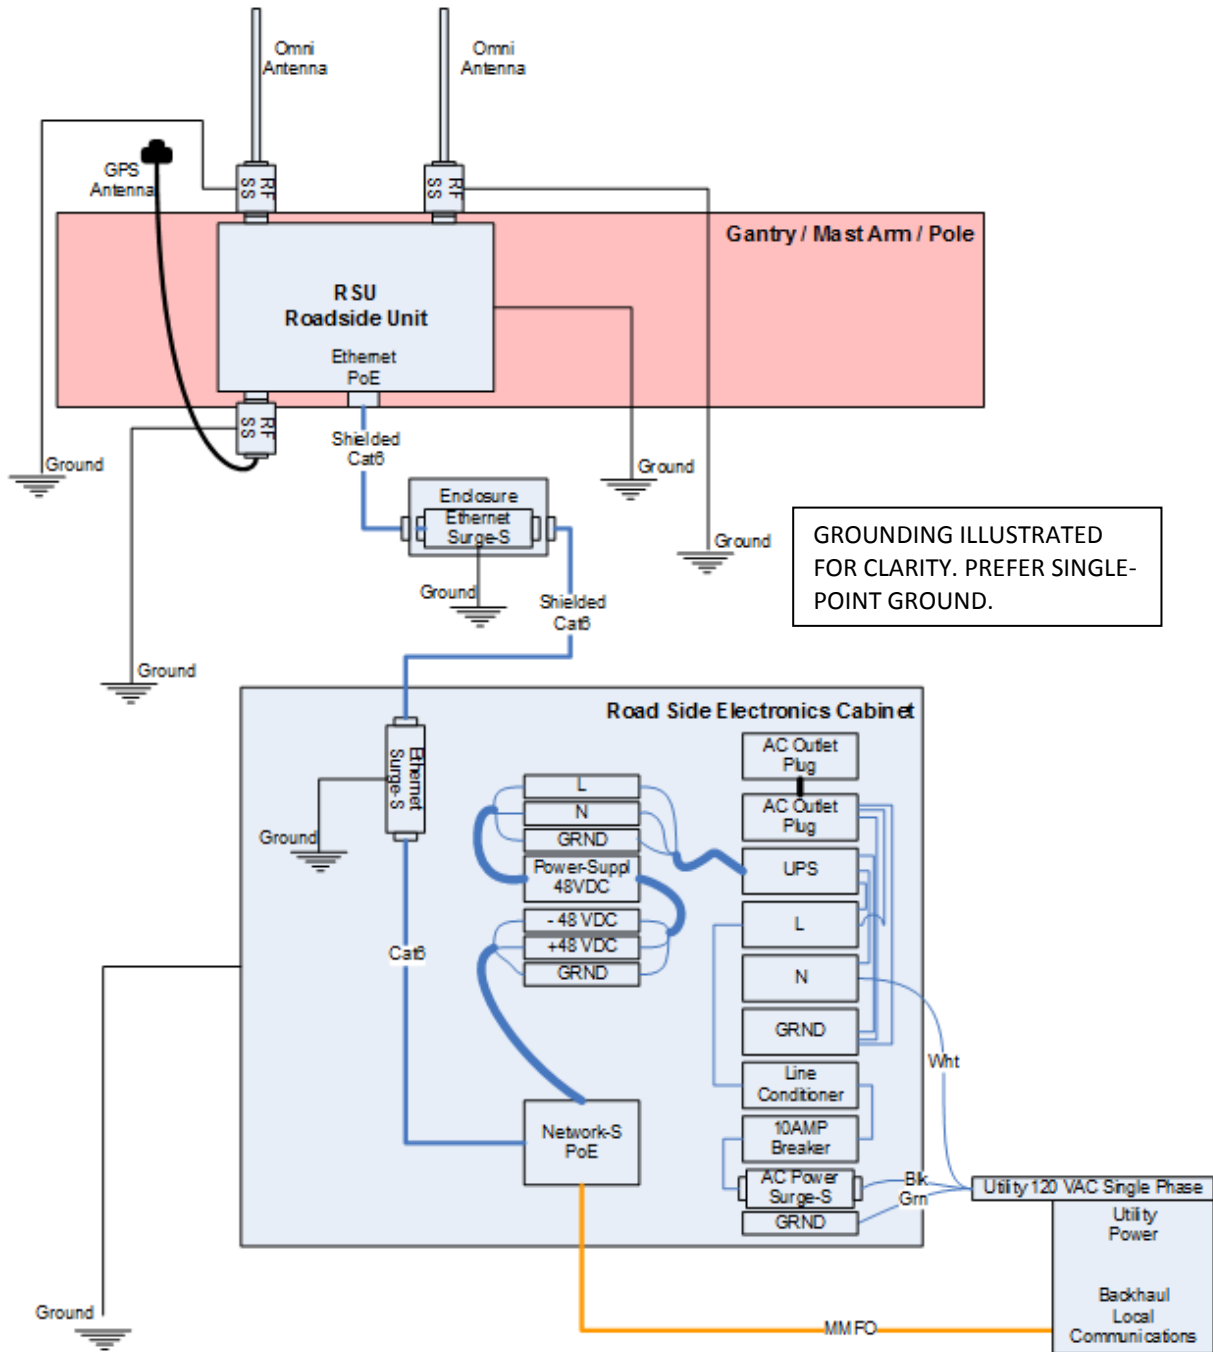 Omni
Antenna
Omni
Antenna
GPS
Antenna
RF
SS
RF
SS
Gantry / Mast Arm / Pole
RSU
Roadside Unit
Ethernet
PoE
RF
SS
Shielded
Cat6
Ground
Ground
Enclosure
Ethernet
Surge-S
Ground
GROUNDING ILLUSTRATED
FOR CLARITY. PREFER SINGLE-
POINT GROUND.
Ground
Shielded
Cat6
Ground
Road Side Electronics Cabinet
Ethernet
Surge-S
Ground
L
N
GRND
Power-Suppl
48VDC
- 48 VDC
+48 VDC
GRND
AC Outlet
Plug
AC Outlet
Plug
UPS
L
N
GRND
Line
Conditioner
10AMP
Breaker
AC Power
Surge-S
GRND
Cat6
Wht
Blk
Grn
Network-S
PoE
Utility 120 VAC Single Phase
Utility
Power
Backhaul
Local
Communications
Ground
MMFO